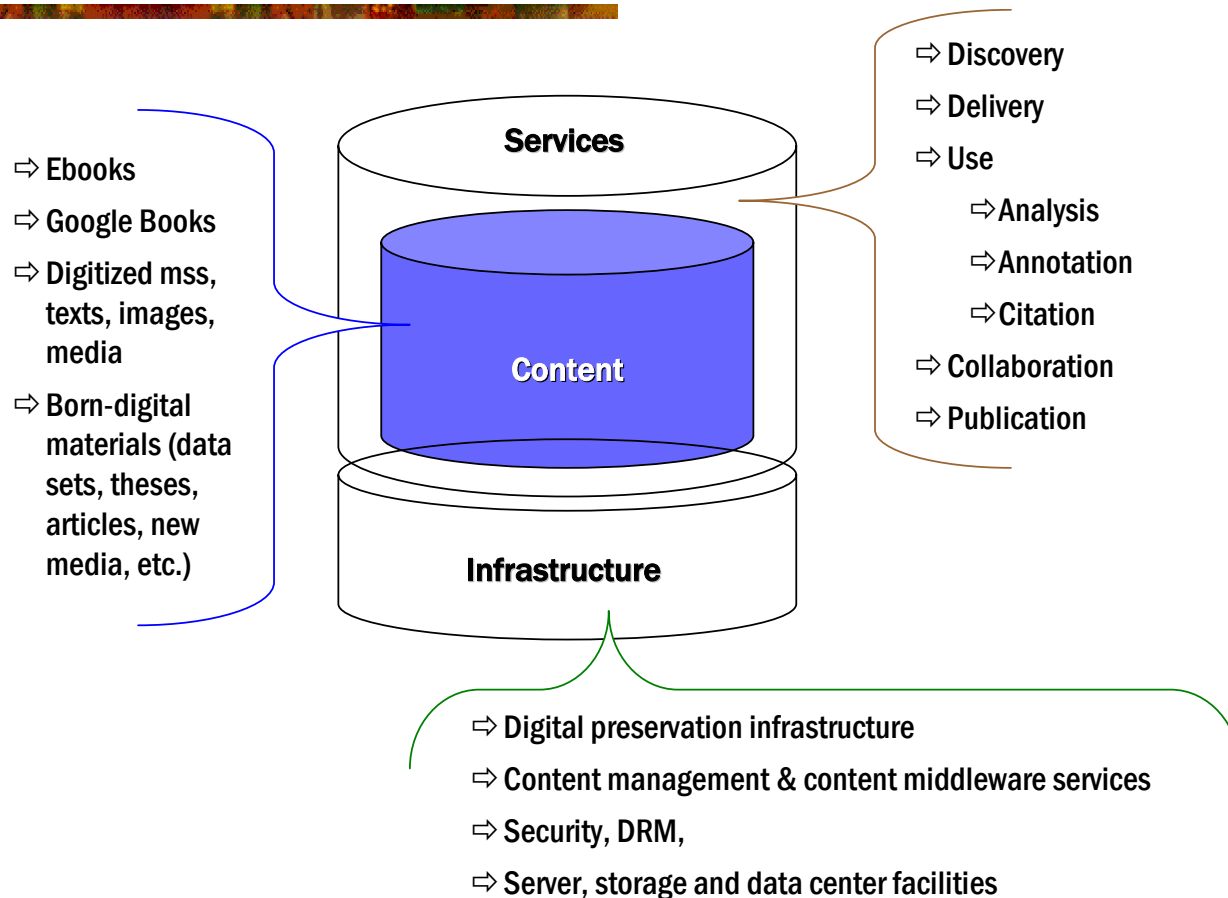 Services
Content
Infrastructure
⇨ Ebooks
⇨ Google Books
⇨ Digitized mss,
texts, images,
media
⇨ Born-digital
materials (data
sets, theses,
articles, new
media, etc.)
⇨ Discovery
⇨ Delivery
⇨ Use
⇨ Analysis
⇨ Annotation
⇨ Citation
⇨ Collaboration
⇨ Publication
⇨ Digital preservation infrastructure
⇨ Content management & content middleware services
⇨ Security, DRM,
⇨ Server, storage and data center facilities